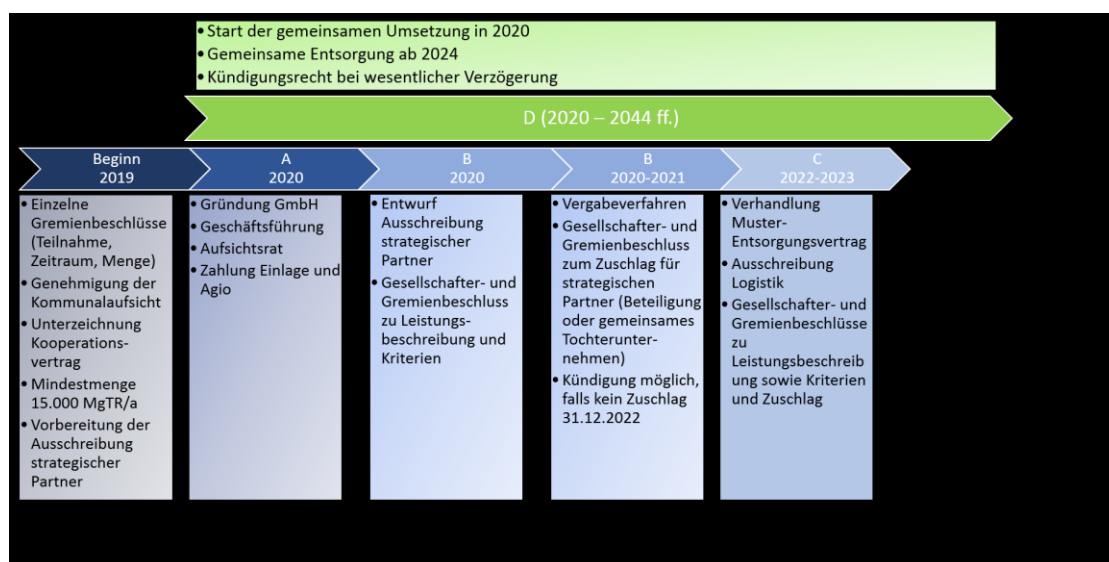 • Start der gemeinsamen Umsetzung in 2020
• Gemeinsame Entsorgung ab 2024
• Kündigungsrecht bei wesentlicher Verzögerung
D (2020 – 2044 ff.)
Beginn
2019
• Einzelne
Gremienbeschlüsse
(Teilnahme,
Zeitraum, Menge)
• Genehmigung der
Kommunalaufsicht
• Unterzeichnung
Kooperations-
vertrag
• Mindestmenge
15.000 MgTR/a
• Vorbereitung der
Ausschreibung
strategischer
Partner
A
2020
• Gründung GmbH
• Geschäftsführung
• Aufsichtsrat
• Zahlung Einlage und
Agio
B
2020
• Entwurf
Ausschreibung
strategischer
Partner
• Gesellschafter- und
Gremienbeschluss
zu Leistungs-
beschreibung und
Kriterien
B
2020-2021
• Vergabeverfahren
• Gesellschafter- und
Gremienbeschluss
zum Zuschlag für
strategischen
Partner (Beteiligung
oder gemeinsames
Tochterunter-
nehmen)
• Kündigung möglich,
falls kein Zuschlag
31.12.2022
C
2022-2023
• Verhandlung
Muster-
Entsorgungsvertrag
• Ausschreibung
Logistik
• Gesellschafter- und
Gremienbeschlüsse
zu
Leistungsbeschreib
ung sowie Kriterien
und Zuschlag